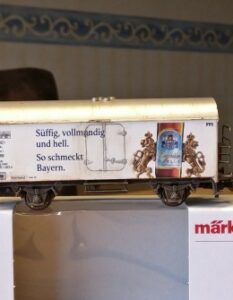 Süffig, vollmundig
und hell.
So schmeckt
Bayern.
märk